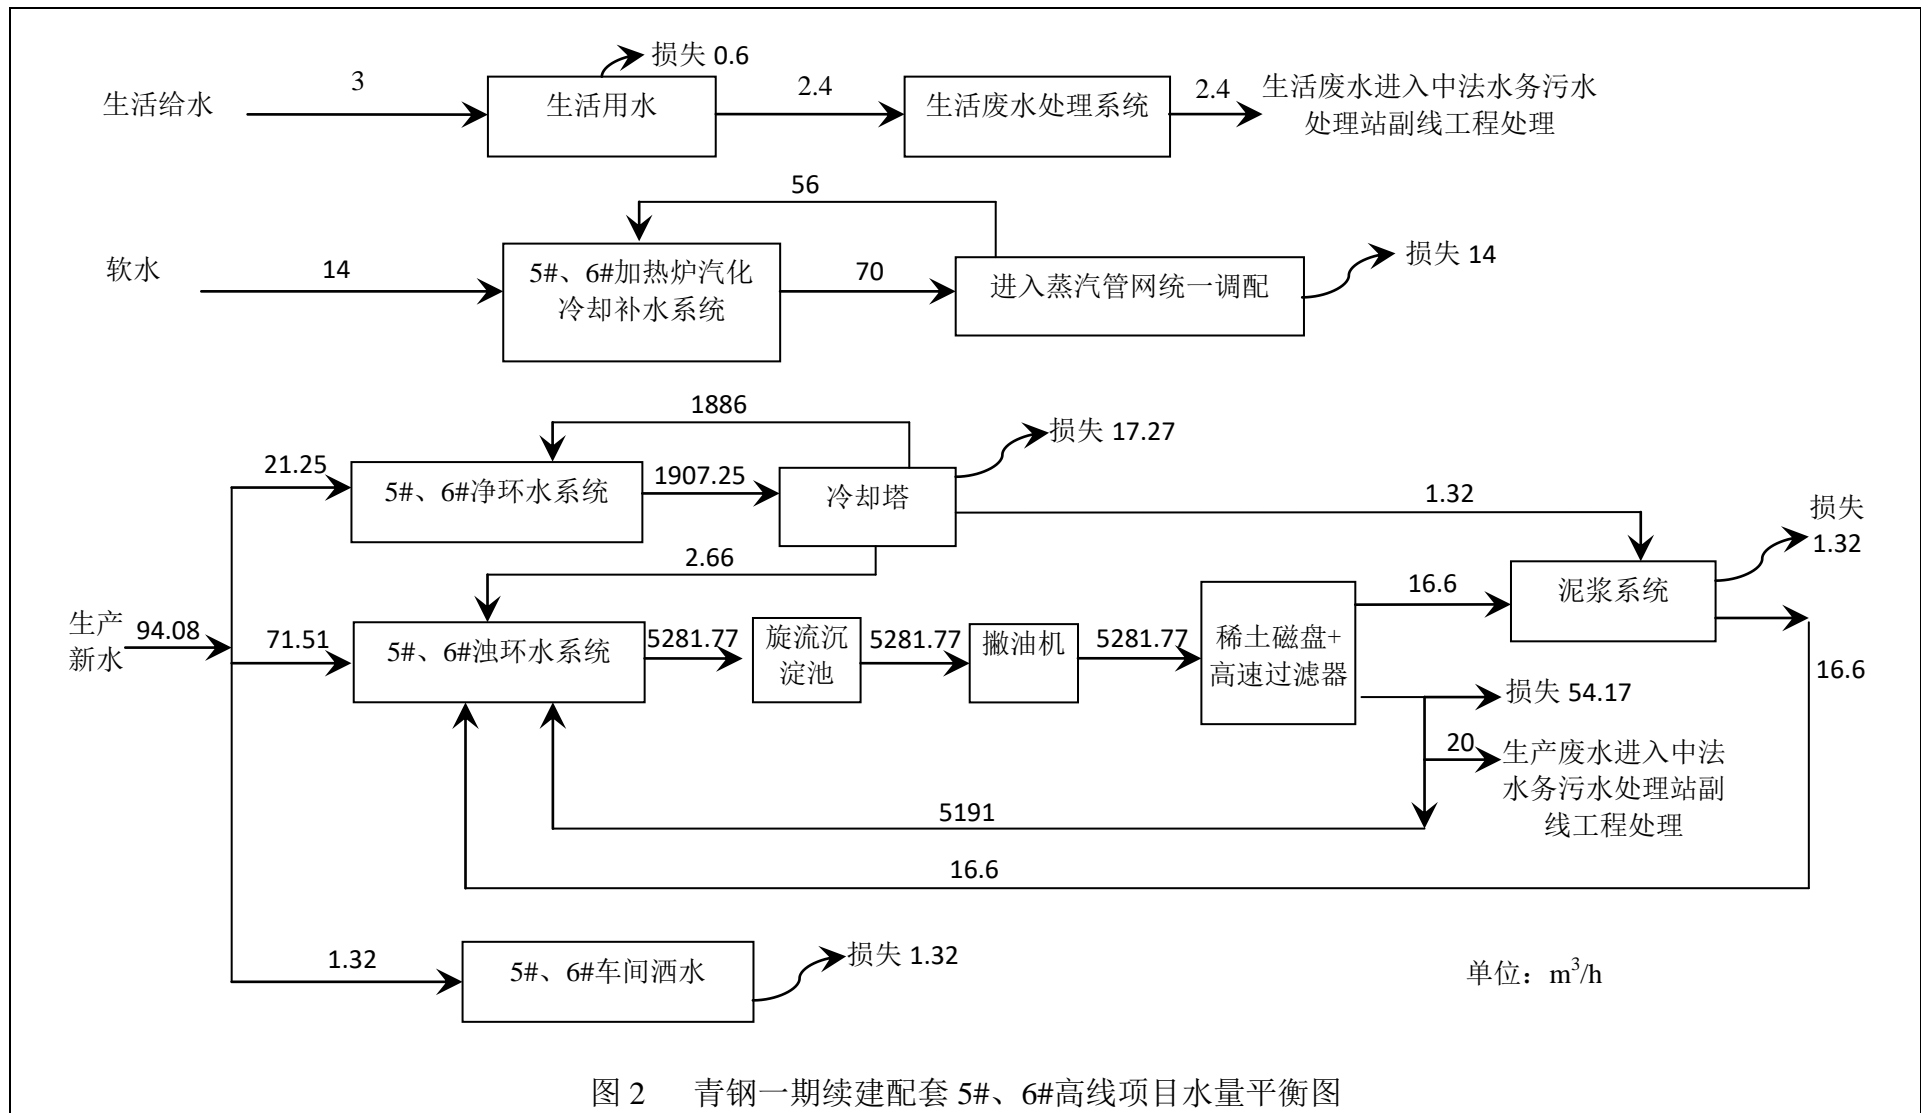 损失 0.6
生活给水
3
生活用水
2.4
生活废水处理系统
2.4
生活废水进入中法水务污水
处理站副线工程处理
56
软水
14
5#、6#加热炉汽化
冷却补水系统
70
进入蒸汽管网统一调配
损失 14
1886
损失 17.27
21.25
5#、6#净环水系统
1907.25
冷却塔
1.32
损失
1.32
2.66
生产
新水
94.08
71.51
5#、6#浊环水系统
5281.77
旋流沉
淀池
5281.77
撇油机
5281.77
稀土磁盘+
高速过滤器
16.6
泥浆系统
16.6
损失 54.17
20
生产废水进入中法
水务污水处理站副
线工程处理
5191
16.6
1.32
5#、6#车间洒水
损失 1.32
单位：m³/h
图 2 青钢一期续建配套 5#、6#高线项目水量平衡图